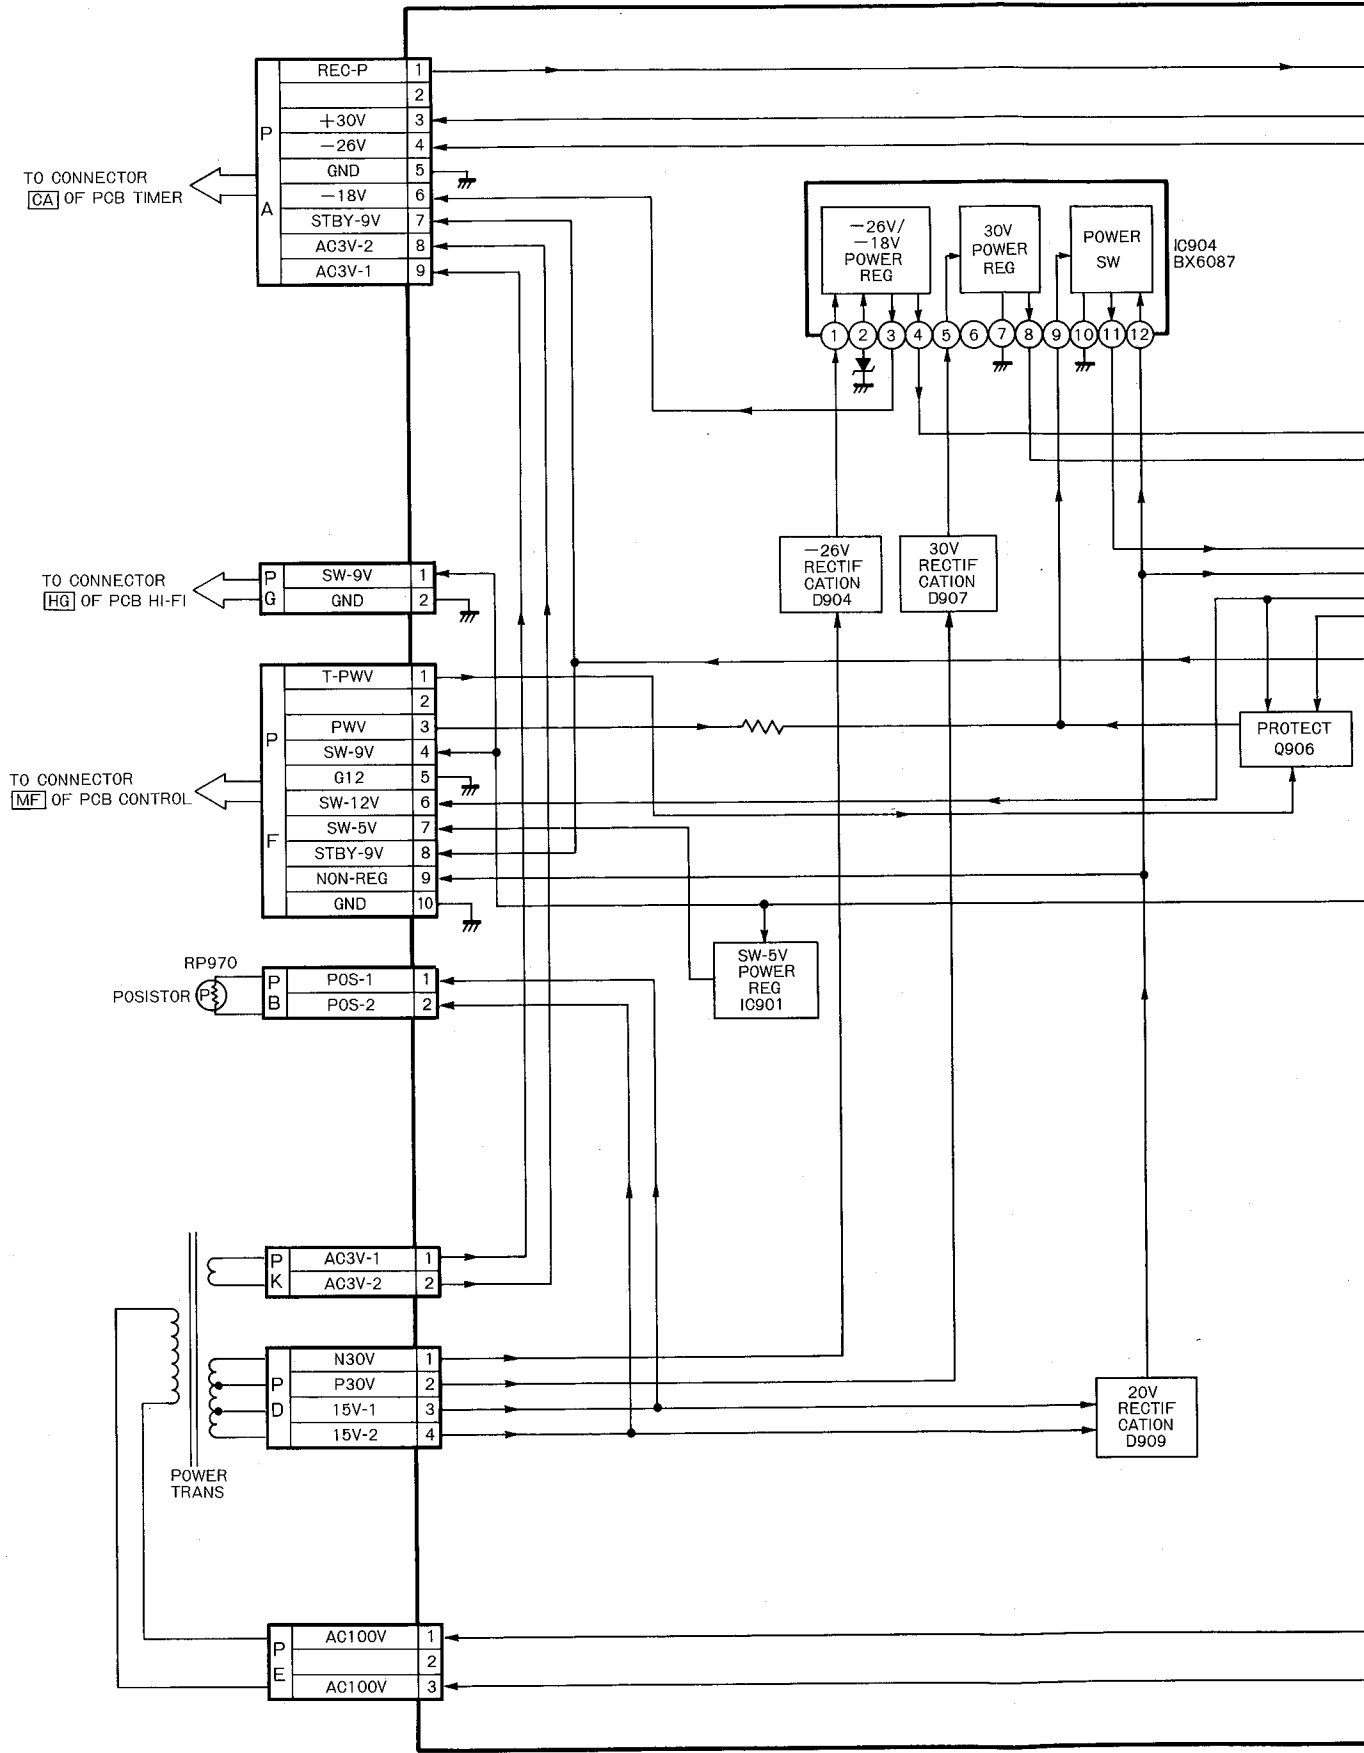 REC-P 1
2
+30V 3
-26V 4
GND 5
-18V 6
STBY-9V 7
AC3V-2 8
AC3V-1 9
P
A
TO CONNECTOR
CA OF PCB TIMER
-26V/
-18V
POWER
REG
30V
POWER
REG
POWER
SW
IC904
BX6087
1 2 3 4 5 6 7 8 9 10 11 12
-26V
RECTIF
CATION
D904
30V
RECTIF
CATION
D907
TO CONNECTOR
HG OF PCB HI-FI
P
G
SW-9V 1
GND 2
T-PWV 1
2
PWV 3
SW-9V 4
G12 5
SW-12V 6
SW-5V 7
STBY-9V 8
NON-REG 9
GND 10
P
F
TO CONNECTOR
MF OF PCB CONTROL
PROTECT
Q906
SW-5V
POWER
REG
IC901
RP970
POSISTOR
P
P
B
POS-1 1
POS-2 2
P
K
AC3V-1 1
AC3V-2 2
P
D
N30V 1
P30V 2
15V-1 3
15V-2 4
20V
RECTIF
CATION
D909
POWER
TRANS
P
E
AC100V 1
2
AC100V 3